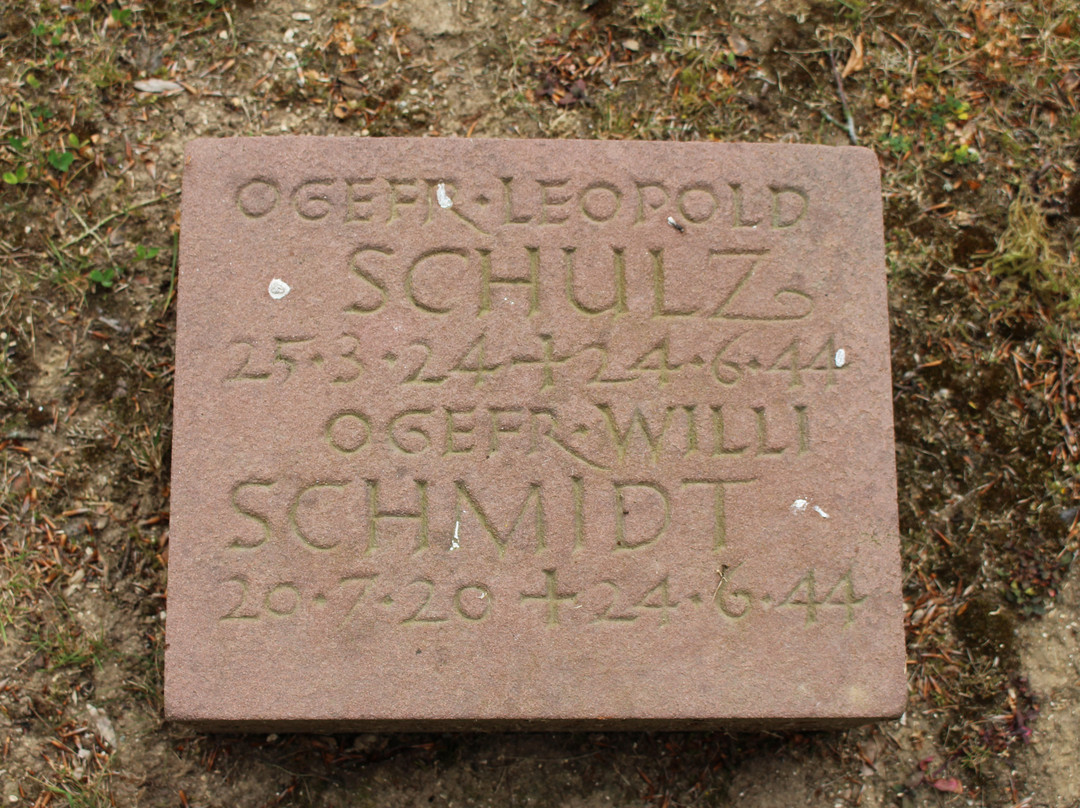 OGEFR·LEOPOLD
SCHULZ
25·3·24 + 24·6·44
OGEFR·WILLI
SCHMIDT
20·7·20 + 24·6·44